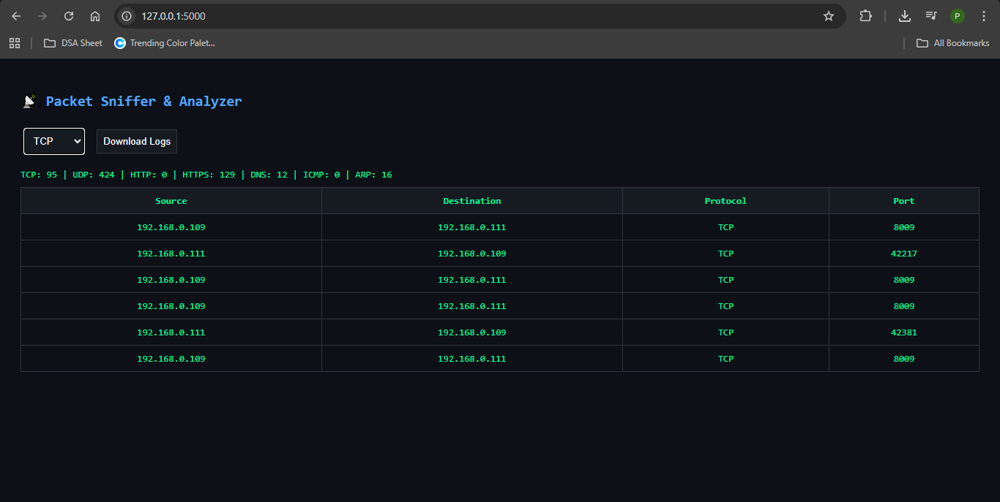 127.0.0.1:5000
P
DSA Sheet Trending Color Palet... All Bookmarks
Packet Sniffer & Analyzer
TCP Download Logs
TCP: 95 | UDP: 424 | HTTP: 0 | HTTPS: 129 | DNS: 12 | ICMP: 0 | ARP: 16
Source Destination Protocol Port
192.168.0.109 192.168.0.111 TCP 8009
192.168.0.111 192.168.0.109 TCP 42217
192.168.0.109 192.168.0.111 TCP 8009
192.168.0.109 192.168.0.111 TCP 8009
192.168.0.111 192.168.0.109 TCP 42381
192.168.0.109 192.168.0.111 TCP 8009